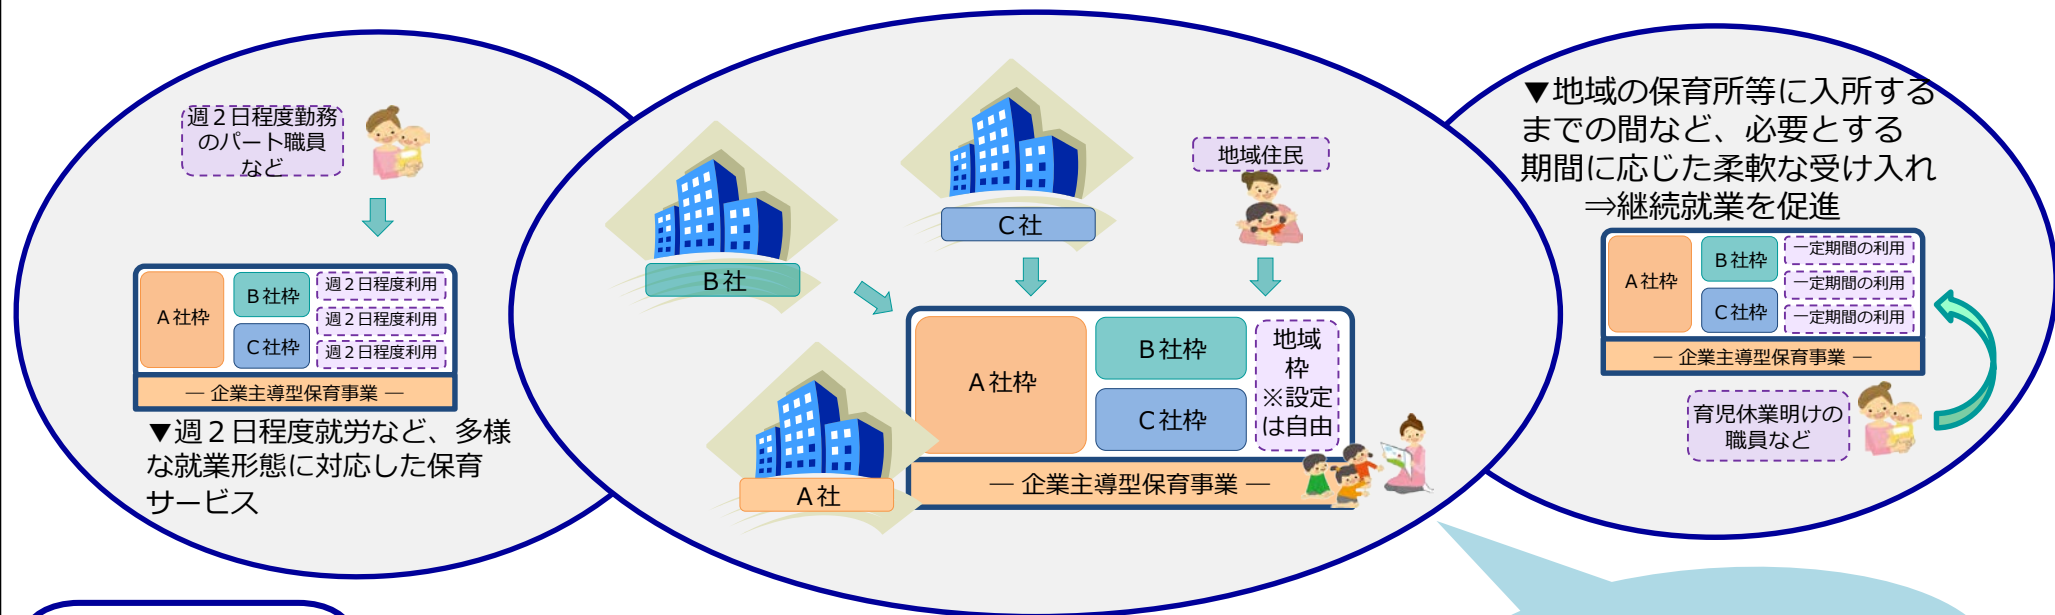 週２日程度勤務
のパート職員
など
Ａ社枠
Ｂ社枠
Ｃ社枠
週２日程度利用
週２日程度利用
週２日程度利用
― 企業主導型保育事業 ―
▼週２日程度就労など、多様
な就業形態に対応した保育
サービス
Ｂ社
Ｃ社
地域住民
Ａ社
Ａ社枠
Ｂ社枠
Ｃ社枠
地域
枠
※設定
は自由
― 企業主導型保育事業 ―
▼地域の保育所等に入所する
までの間など、必要とする
期間に応じた柔軟な受け入れ
⇒継続就業を促進
Ａ社枠
Ｂ社枠
Ｃ社枠
一定期間の利用
一定期間の利用
一定期間の利用
― 企業主導型保育事業 ―
育児休業明けの
職員など